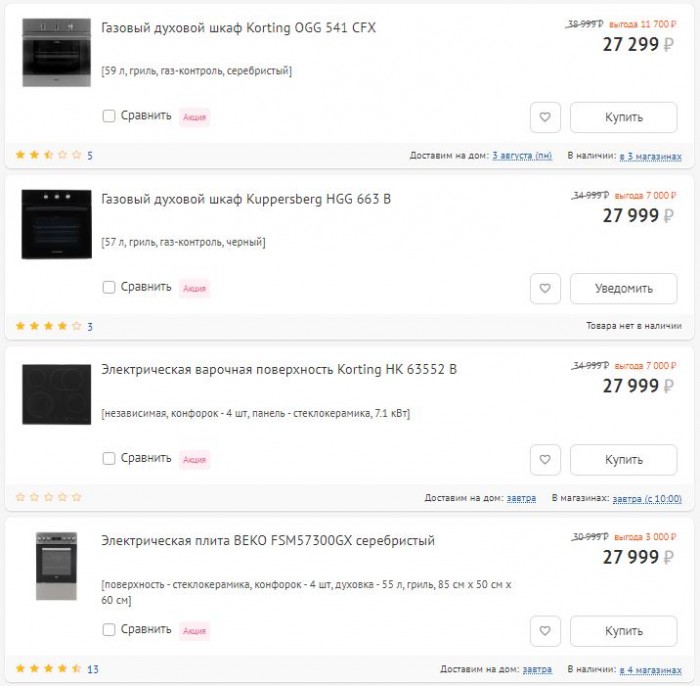 Газовый духовой шкаф Korting OGG 541 CFX
38 999 ₽ выгода 11 700 ₽
27 299 ₽
[59 л, гриль, газ-контроль, серебристый]
Сравнить Акция
Купить
5 Доставим на дом: 3 августа (пн) В наличии: в 3 магазинах
Газовый духовой шкаф Kuppersberg HGG 663 B
34 999 ₽ выгода 7 000 ₽
27 999 ₽
[57 л, гриль, газ-контроль, черный]
Сравнить Акция
Уведомить
3 Товара нет в наличии
Электрическая варочная поверхность Korting HK 63552 B
34 999 ₽ выгода 7 000 ₽
27 999 ₽
[независимая, конфорок - 4 шт, панель - стеклокерамика, 7.1 кВт]
Сравнить Акция
Купить
Доставим на дом: завтра В магазинах: завтра (с 10:00)
Электрическая плита BEKO FSM57300GX серебристый
30 999 ₽ выгода 3 000 ₽
27 999 ₽
[поверхность - стеклокерамика, конфорок - 4 шт, духовка - 55 л, гриль, 85 см x 50 см x
60 см]
Сравнить Акция
Купить
13 Доставим на дом: завтра В наличии: в 4 магазинах